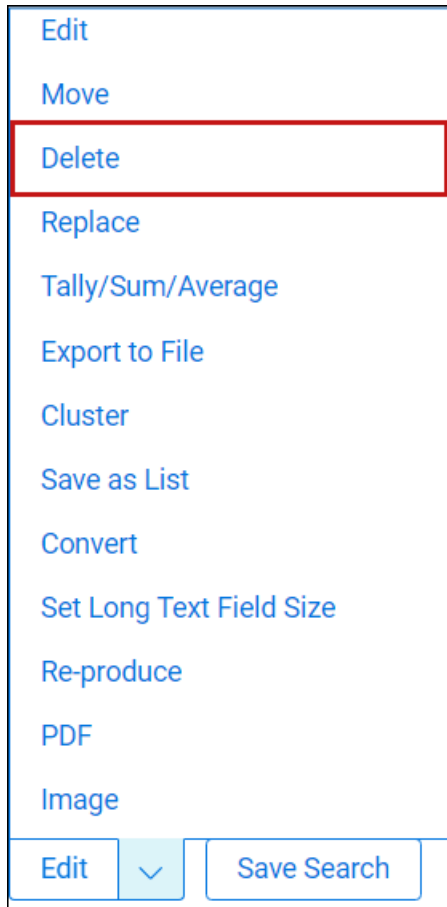 Edit
Move
Delete
Replace
Tally/Sum/Average
Export to File
Cluster
Save as List
Convert
Set Long Text Field Size
Re-produce
PDF
Image
Edit Save Search